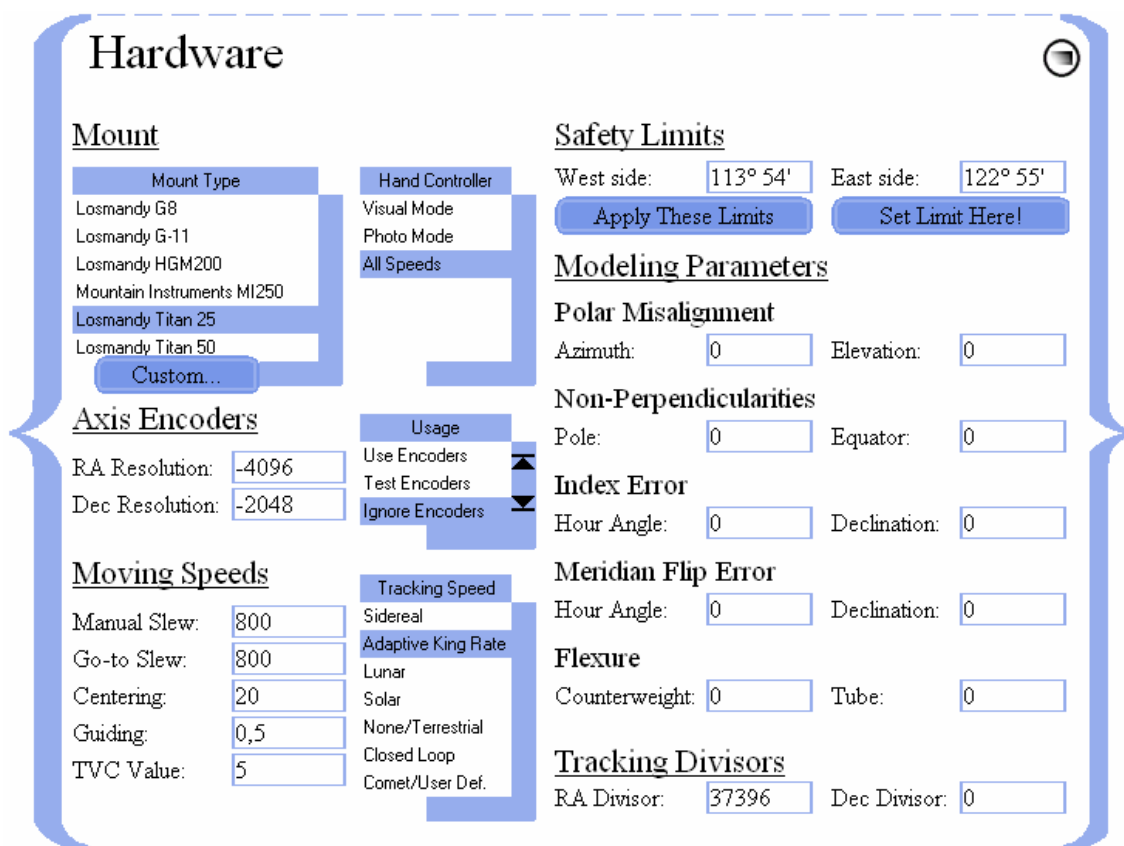 Hardware
Mount
Mount Type
Losmandy G8
Losmandy G-11
Losmandy HGM200
Mountain Instruments MI250
Losmandy Titan 25
Losmandy Titan 50
Custom...
Hand Controller
Visual Mode
Photo Mode
All Speeds
Axis Encoders
RA Resolution: -4096
Dec Resolution: -2048
Usage
Use Encoders
Test Encoders
Ignore Encoders
Moving Speeds
Manual Slew: 800
Go-to Slew: 800
Centering: 20
Guiding: 0,5
TVC Value: 5
Tracking Speed
Sidereal
Adaptive King Rate
Lunar
Solar
None/Terrestrial
Closed Loop
Comet/User Def.
Safety Limits
West side: 113° 54' East side: 122° 55'
Apply These Limits Set Limit Here!
Modeling Parameters
Polar Misalignment
Azimuth: 0 Elevation: 0
Non-Perpendicularities
Pole: 0 Equator: 0
Index Error
Hour Angle: 0 Declination: 0
Meridian Flip Error
Hour Angle: 0 Declination: 0
Flexure
Counterweight: 0 Tube: 0
Tracking Divisors
RA Divisor: 37396 Dec Divisor: 0